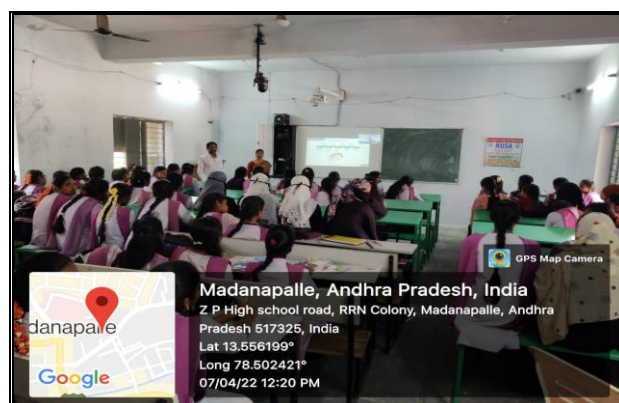 RUSA
GPS Map Camera
danapalle
Google
Madanapalle, Andhra Pradesh, India
Z P High school road, RRN Colony, Madanapalle, Andhra
Pradesh 517325, India
Lat 13.556199°
Long 78.502421°
07/04/22 12:20 PM